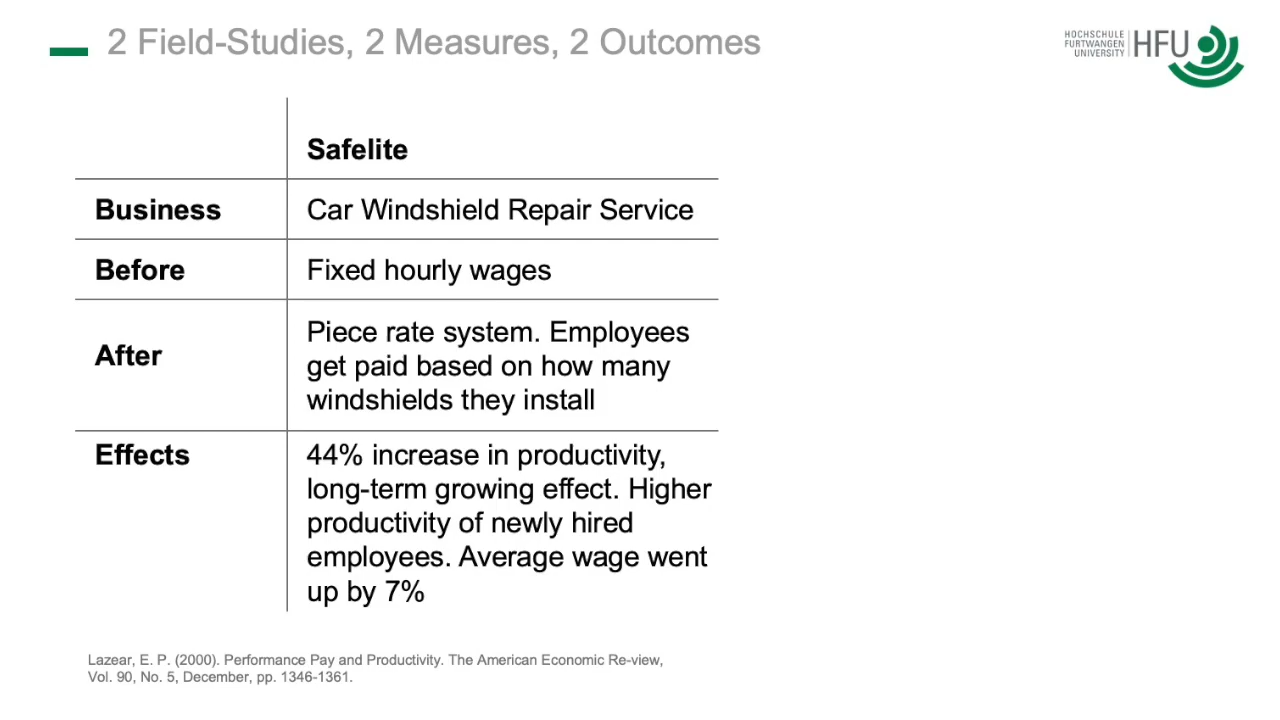 2 Field-Studies, 2 Measures, 2 Outcomes
HOCHSCHULE
FURTWANGEN
UNIVERSITY
HFU
Safelite
Business
Car Windshield Repair Service
Before
Fixed hourly wages
After
Piece rate system. Employees
get paid based on how many
windshields they install
Effects
44% increase in productivity,
long-term growing effect. Higher
productivity of newly hired
employees. Average wage went
up by 7%
Lazear, E. P. (2000). Performance Pay and Productivity. The American Economic Re-view,
Vol. 90, No. 5, December, pp. 1346-1361.